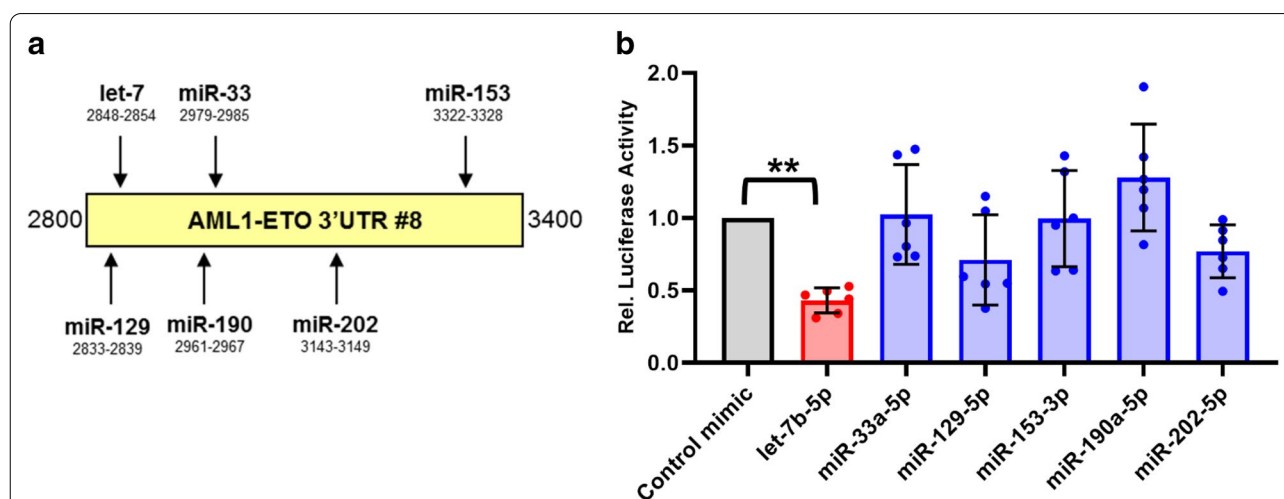 a
let-7 miR-33 miR-153
2848-2854 2979-2985 3322-3328
2800 AML1-ETO 3’UTR #8 3400
miR-129 miR-190 miR-202
2833-2839 2961-2967 3143-3149
b
Rel. Luciferase Activity
2.0
1.5
1.0
0.5
0.0
**
Control mimic
let-7b-5p
miR-33a-5p
miR-129-5p
miR-153-3p
miR-190a-5p
miR-202-5p